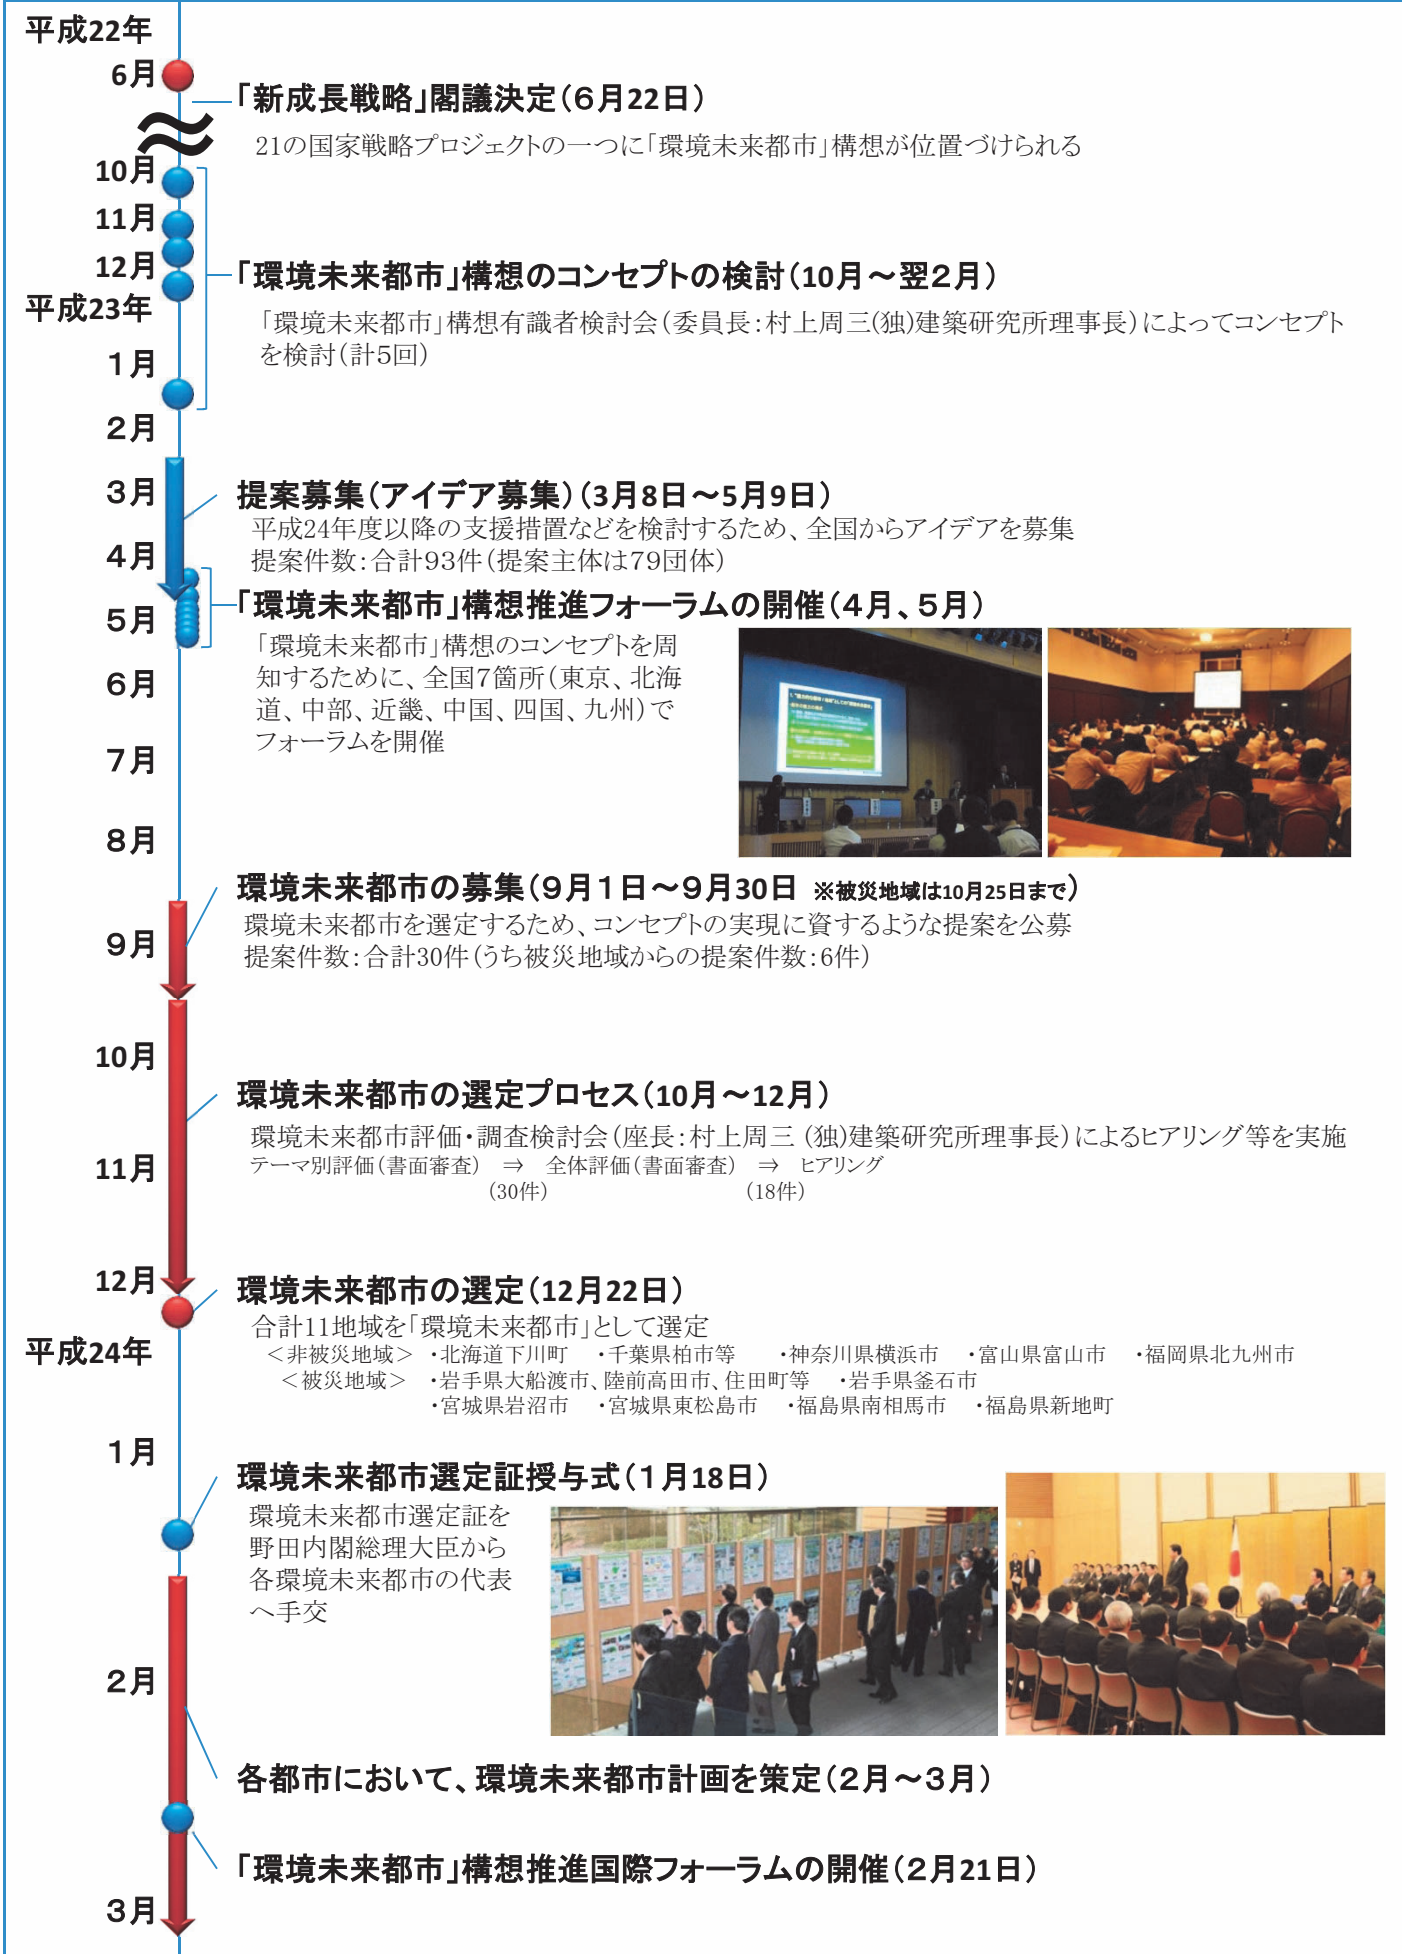 平成22年
6月
「新成長戦略」閣議決定（6月22日）
21の国家戦略プロジェクトの一つに「環境未来都市」構想が位置づけられる
10月
11月
12月
平成23年
「環境未来都市」構想のコンセプトの検討（10月～翌２月）
「環境未来都市」構想有識者検討会（委員長：村上周三(独)建築研究所理事長）によってコンセプト
を検討（計５回）
１月
２月
３月
提案募集（アイデア募集）（3月8日～5月9日）
平成24年度以降の支援措置などを検討するため、全国からアイデアを募集
提案件数：合計９３件（提案主体は７９団体）
４月
「環境未来都市」構想推進フォーラムの開催（４月、５月）
５月
「環境未来都市」構想のコンセプトを周
知するために、全国７箇所（東京、北海
道、中部、近畿、中国、四国、九州）で
フォーラムを開催
６月
７月
８月
環境未来都市の募集（９月１日～９月30日 ※被災地域は10月25日まで）
環境未来都市を選定するため、コンセプトの実現に資するような提案を公募
提案件数：合計30件（うち被災地域からの提案件数：6件）
９月
10月
環境未来都市の選定プロセス（10月～12月）
環境未来都市評価・調査検討会（座長：村上周三 (独)建築研究所理事長）によるヒアリング等を実施
テーマ別評価（書面審査） ⇒ 全体評価（書面審査） ⇒ ヒアリング
（30件） （18件）
11月
12月
環境未来都市の選定（12月22日）
合計11地域を「環境未来都市」として選定
平成24年
＜非被災地域＞ ・北海道下川町 ・千葉県柏市等 ・神奈川県横浜市 ・富山県富山市 ・福岡県北九州市
＜被災地域＞ ・岩手県大船渡市、陸前高田市、住田町等 ・岩手県釜石市
・宮城県岩沼市 ・宮城県東松島市 ・福島県南相馬市 ・福島県新地町
１月
環境未来都市選定証授与式（１月18日）
環境未来都市選定証を
野田内閣総理大臣から
各環境未来都市の代表
へ手交
２月
各都市において、環境未来都市計画を策定（２月～３月）
「環境未来都市」構想推進国際フォーラムの開催（２月21日）
３月